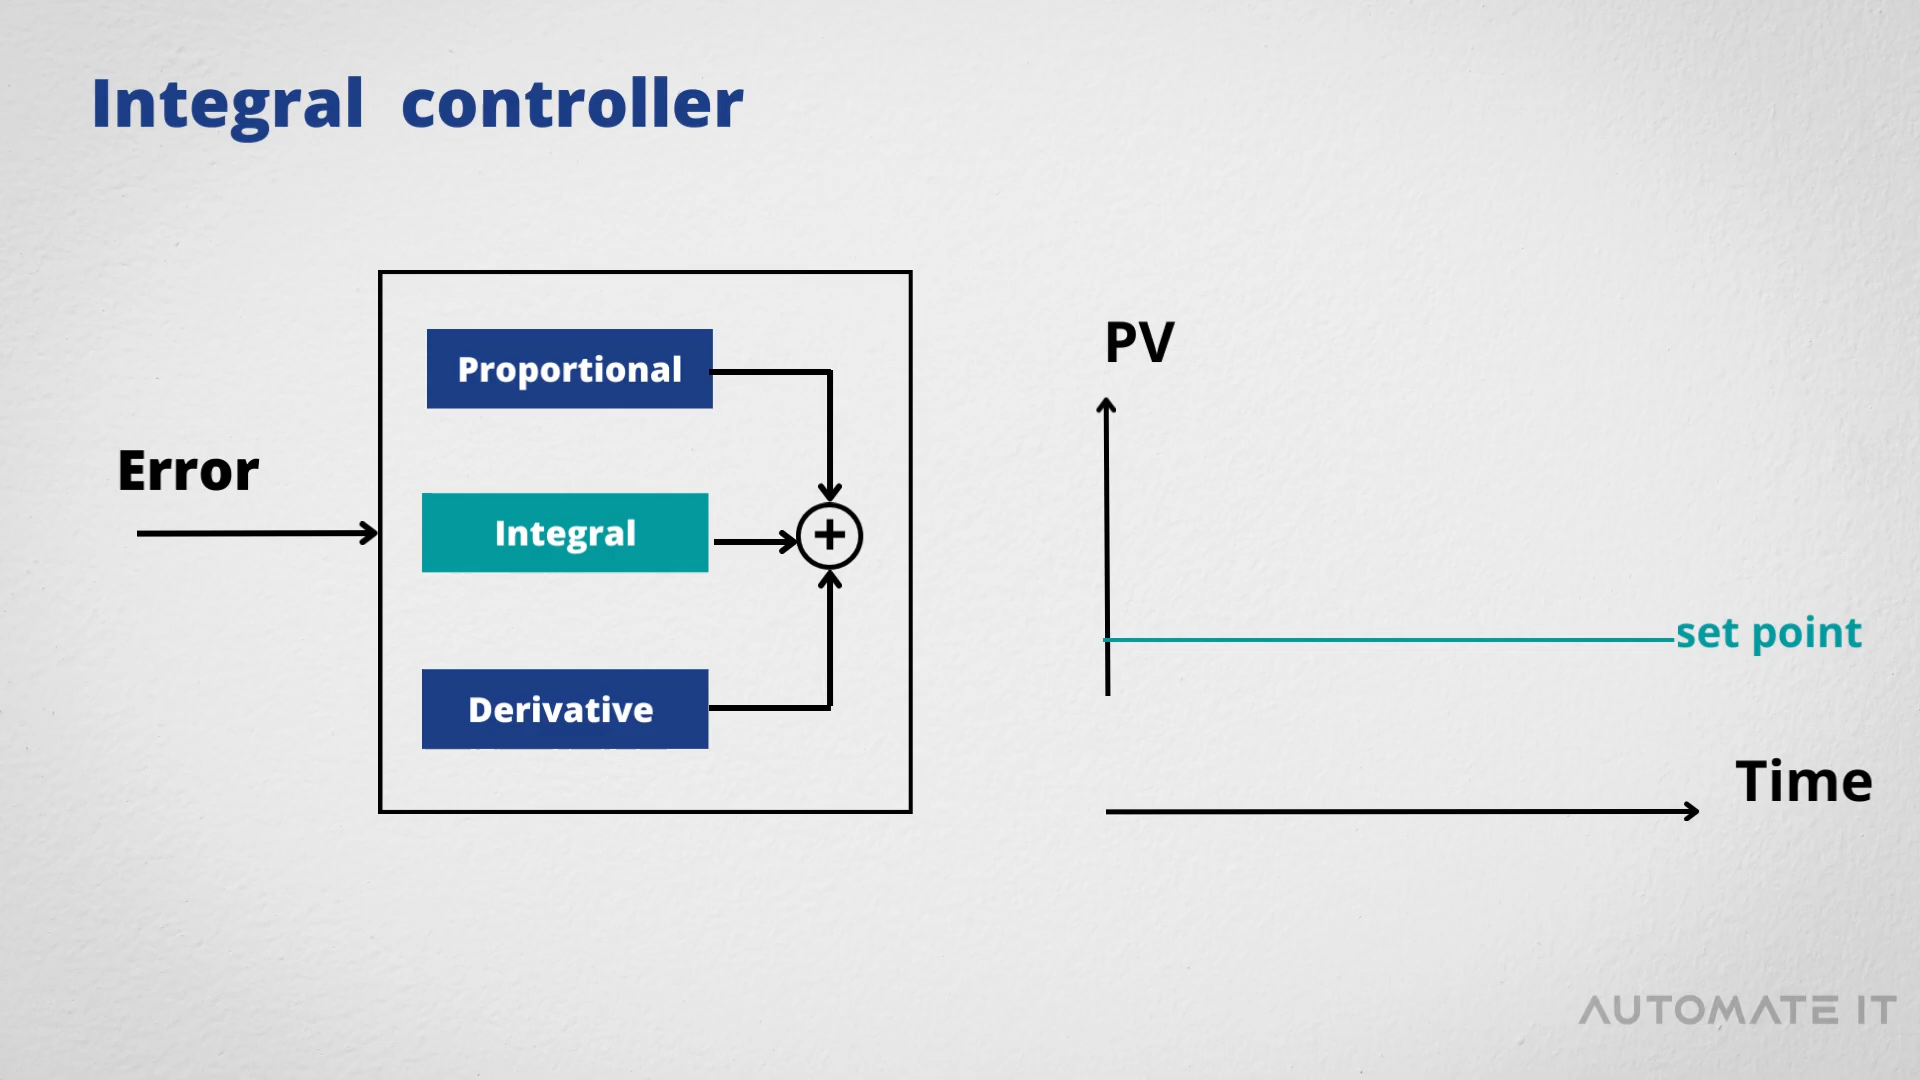 Integral controller
Proportional
PV
Error
Integral
+
set point
Derivative
Time
AUTOMATE IT